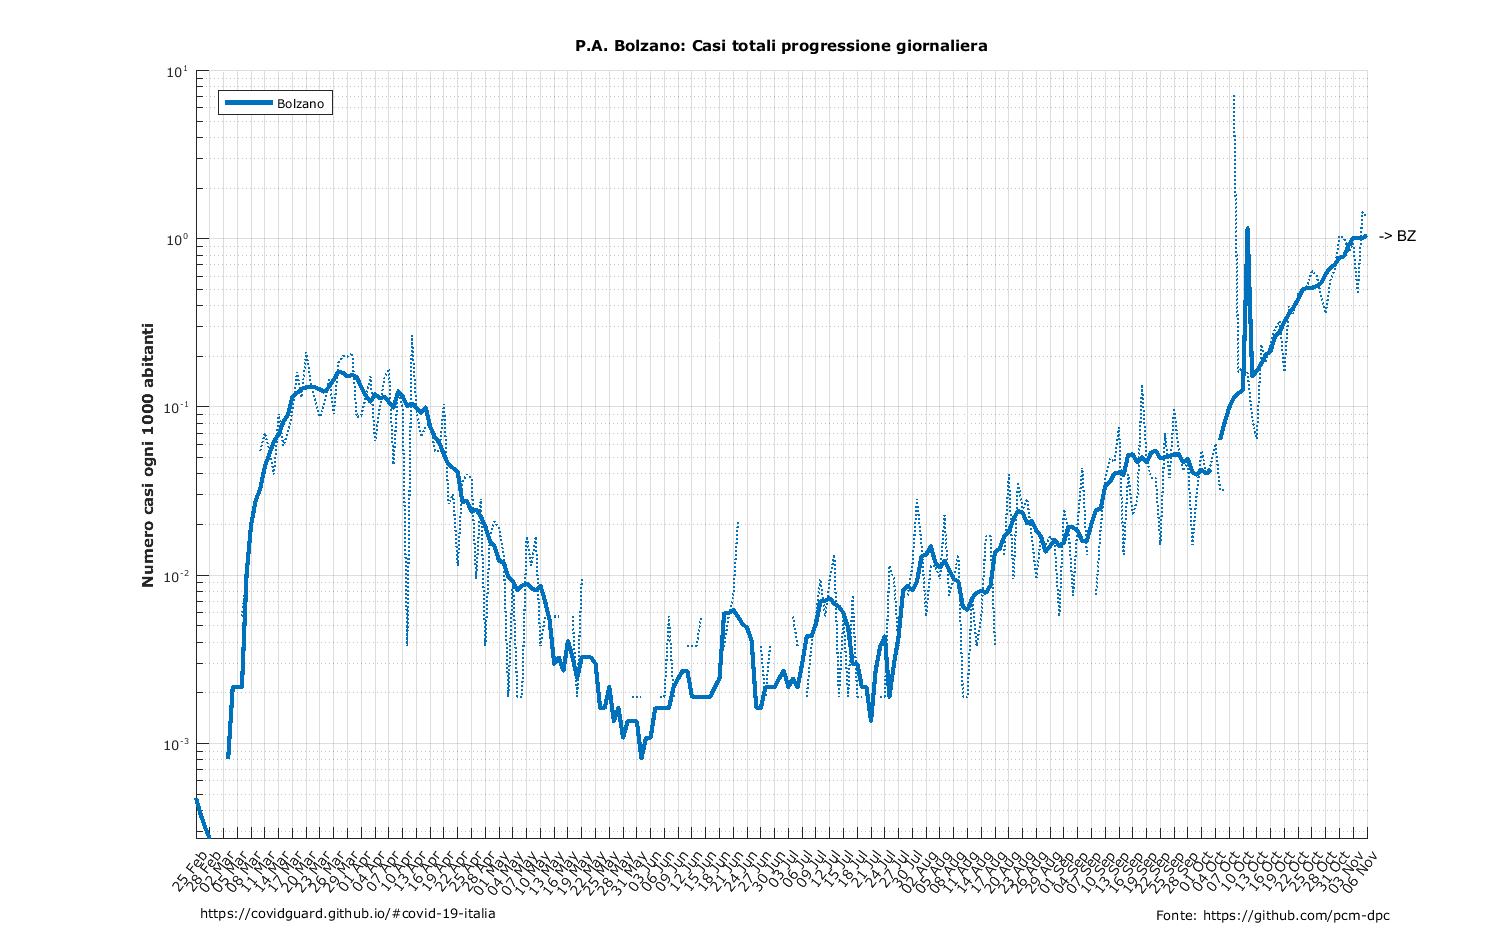 P.A. Bolzano: Casi totali progressione giornaliera
Bolzano
10¹
10⁰
10⁻¹
10⁻²
10⁻³
Numero casi ogni 1000 abitanti
-> BZ
25 Feb
28 Feb
02 Mar
05 Mar
08 Mar
11 Mar
14 Mar
17 Mar
20 Mar
23 Mar
26 Mar
29 Mar
01 Apr
04 Apr
07 Apr
10 Apr
13 Apr
16 Apr
19 Apr
22 Apr
25 Apr
28 Apr
01 May
04 May
07 May
10 May
13 May
16 May
19 May
22 May
25 May
28 May
31 May
03 Jun
06 Jun
09 Jun
12 Jun
15 Jun
18 Jun
21 Jun
24 Jun
27 Jun
30 Jun
03 Jul
06 Jul
09 Jul
12 Jul
15 Jul
18 Jul
21 Jul
24 Jul
27 Jul
30 Jul
02 Aug
05 Aug
08 Aug
11 Aug
14 Aug
17 Aug
20 Aug
23 Aug
26 Aug
29 Aug
01 Sep
04 Sep
07 Sep
10 Sep
13 Sep
16 Sep
19 Sep
22 Sep
25 Sep
28 Sep
01 Oct
04 Oct
07 Oct
10 Oct
13 Oct
16 Oct
19 Oct
22 Oct
25 Oct
28 Oct
31 Oct
03 Nov
06 Nov
https://covidguard.github.io/#covid-19-italia
Fonte: https://github.com/pcm-dpc